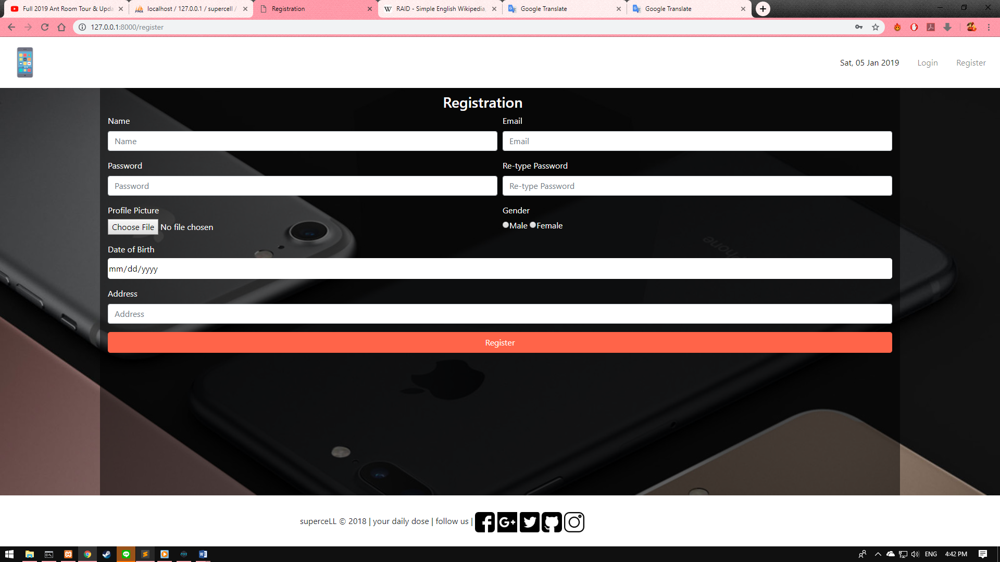 Full 2019 Ant Room Tour & Upda
localhost / 127.0.0.1 / supercell /
Registration
RAID - Simple English Wikipedia,
Google Translate
Google Translate
127.0.0.1:8000/register
Sat, 05 Jan 2019
Login
Register
Registration
Name
Email
Name
Email
Password
Re-type Password
Password
Re-type Password
Profile Picture
Gender
Choose File No file chosen
Male Female
Date of Birth
mm/dd/yyyy
Address
Address
Register
superceLL © 2018 | your daily dose | follow us |
ENG
4:42 PM